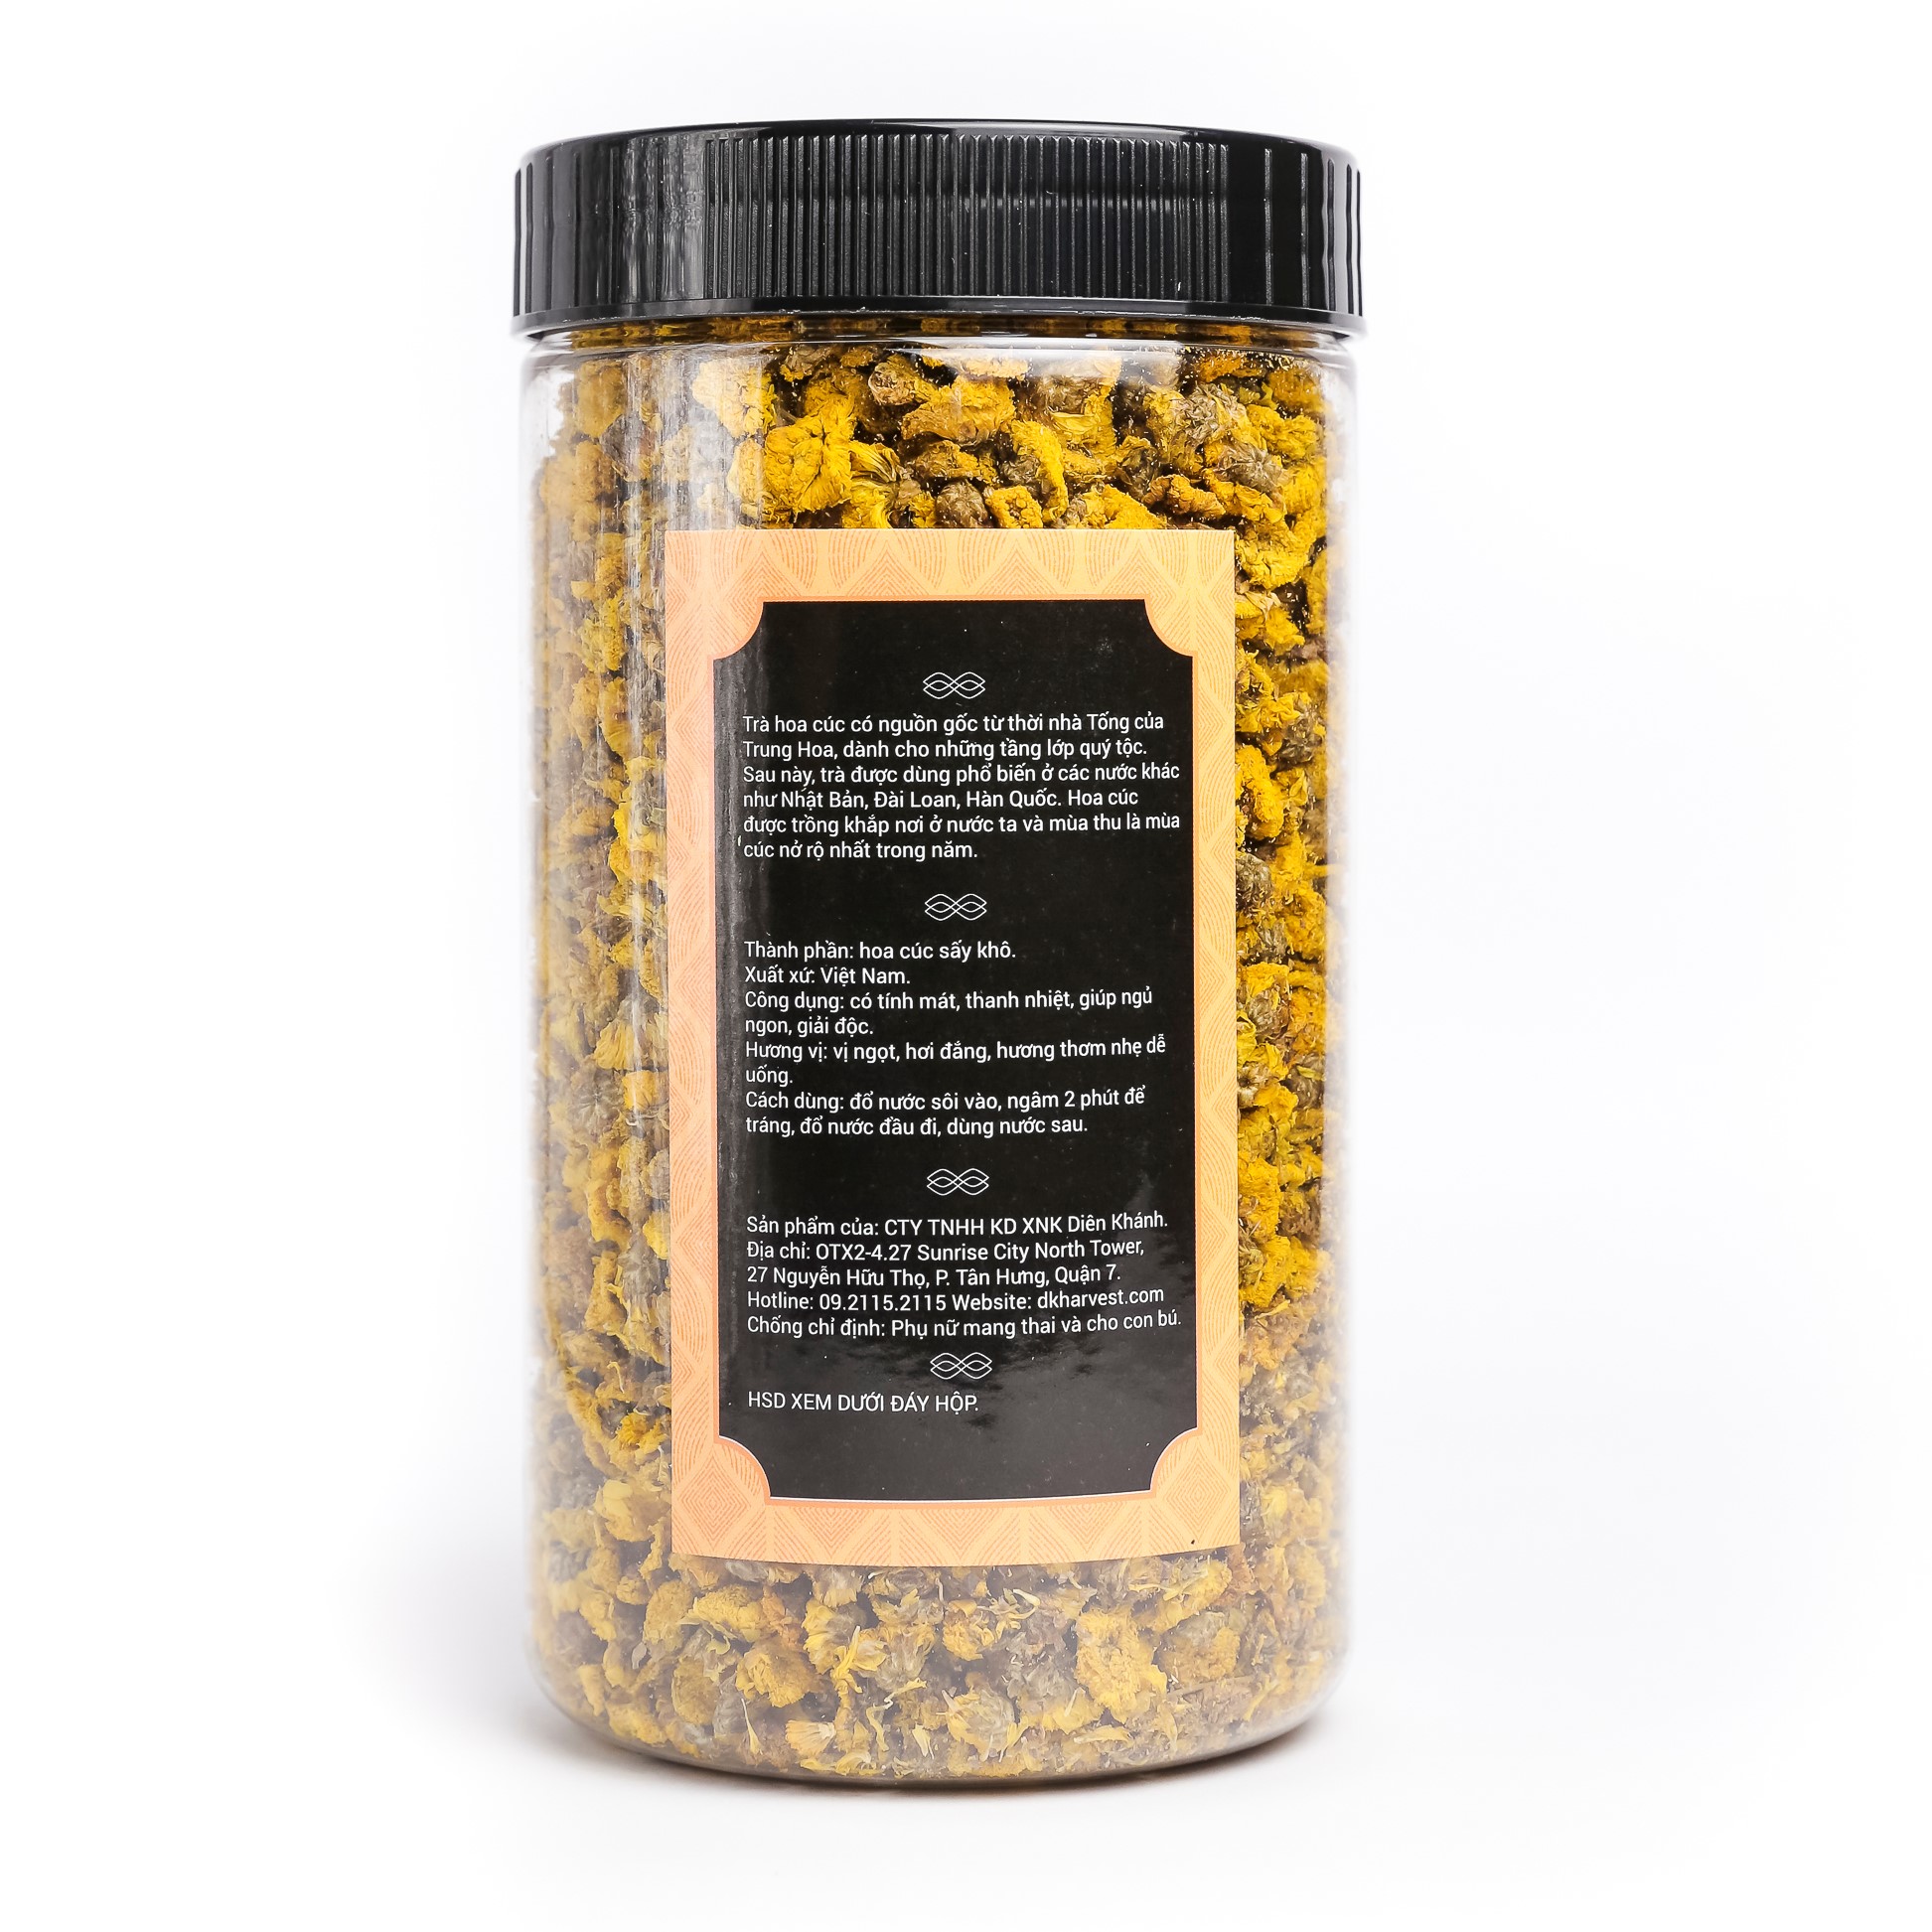 Trà hoa cúc có nguồn gốc từ thời nhà Tống của
Trung Hoa, dành cho những tầng lớp quý tộc.
Sau này, trà được dùng phổ biến ở các nước khác
như Nhật Bản, Đài Loan, Hàn Quốc. Hoa cúc
được trồng khắp nơi ở nước ta và mùa thu là mùa
cúc nở rộ nhất trong năm.
Thành phần: hoa cúc sấy khô.
Xuất xứ: Việt Nam.
Công dụng: có tính mát, thanh nhiệt, giúp ngủ
ngon, giải độc.
Hương vị: vị ngọt, hơi đắng, hương thơm nhẹ dễ
uống.
Cách dùng: đổ nước sôi vào, ngâm 2 phút để
tráng, đổ nước đầu đi, dùng nước sau.
Sản phẩm của: CTY TNHH KD XNK Diên Khánh.
Địa chỉ: OTX2-4.27 Sunrise City North Tower,
27 Nguyễn Hữu Thọ, P. Tân Hưng, Quận 7.
Hotline: 09.2115.2115 Website: dkharvest.com
Chống chỉ định: Phụ nữ mang thai và cho con bú.
HSD XEM DƯỚI ĐÁY HỘP.